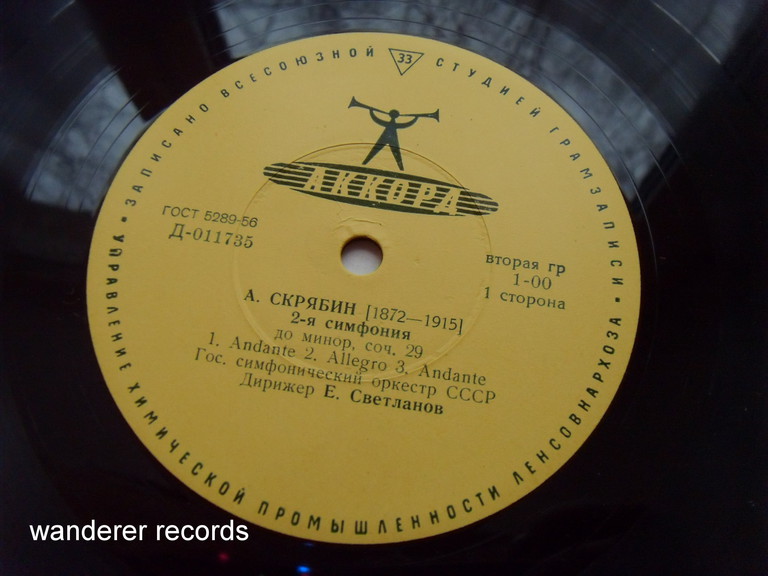 ЗАПИСАНО ВСЕСОЮЗНОЙ 33 СТУДИЕЙ ГРАМЗАПИСИ
УПРАВЛЕНИЕ ХИМИЧЕСКОЙ ПРОМЫШЛЕННОСТИ ЛЕНСОВНАРХОЗА
АККОРД
ГОСТ 5289-56
Д-011735
вторая гр
1-00
1 сторона
А. СКРЯБИН [1872—1915]
2-я симфония
до минор, соч. 29
1. Andante 2. Allegro 3. Andante
Гос. симфонический оркестр СССР
Дирижер Е. Светланов
wanderer records